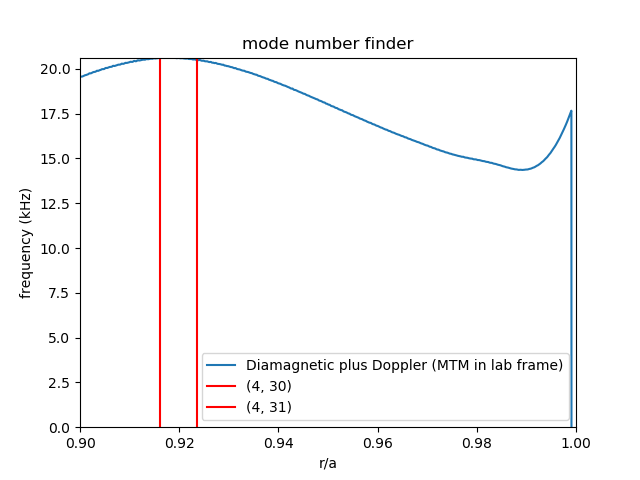 mode number finder
frequency (kHz)
20.0
17.5
15.0
12.5
10.0
7.5
5.0
2.5
0.0
Diamagnetic plus Doppler (MTM in lab frame)
(4, 30)
(4, 31)
0.90 0.92 0.94 0.96 0.98 1.00
r/a